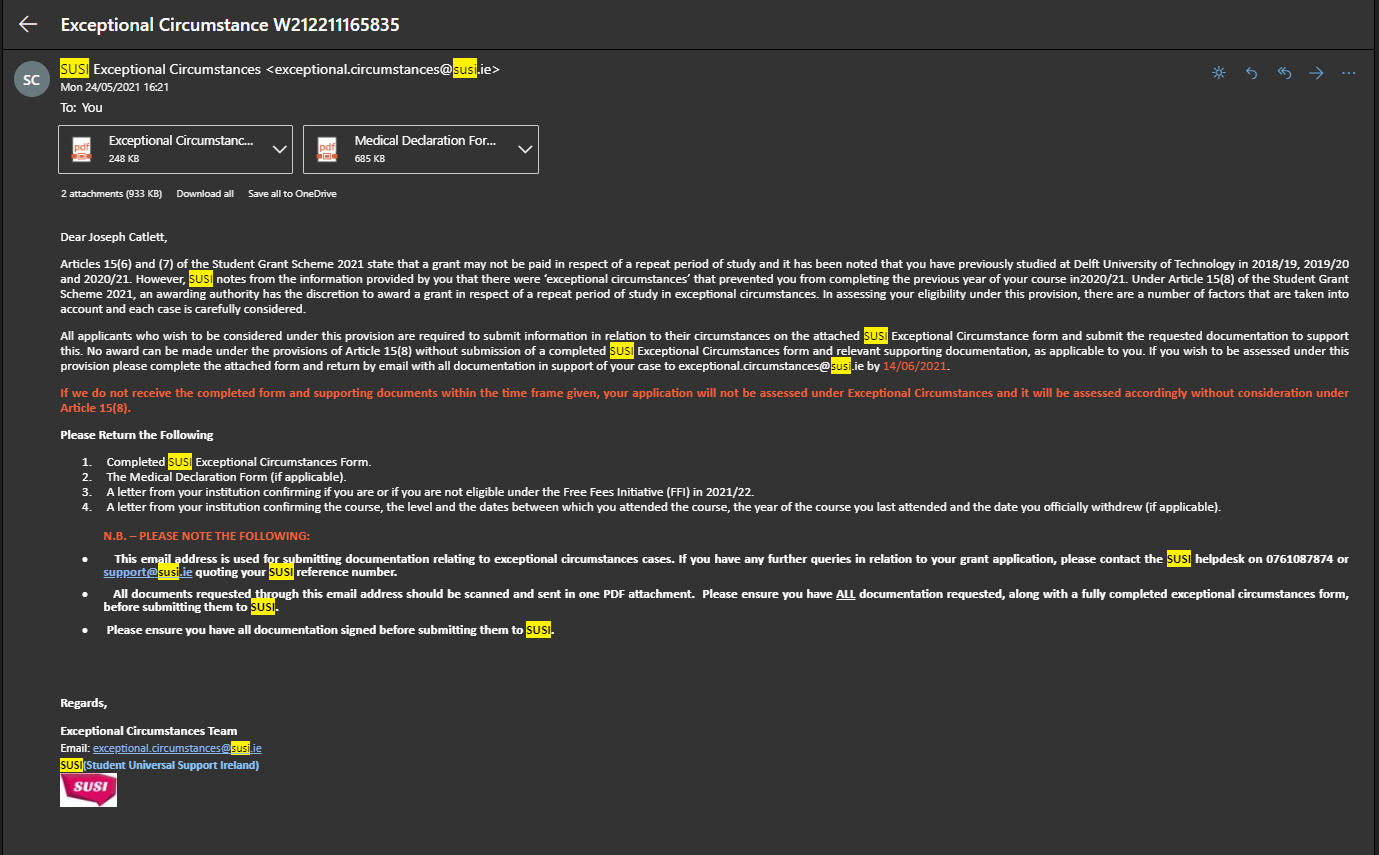 Exceptional Circumstance W212211165835
SC
SUSI Exceptional Circumstances <exceptional.circumstances@susi.ie>
Mon 24/05/2021 16:21
To: You
pdf
Exceptional Circumstanc...
248 KB
pdf
Medical Declaration For...
685 KB
2 attachments (933 KB) Download all Save all to OneDrive
Dear Joseph Catlett,
Articles 15(6) and (7) of the Student Grant Scheme 2021 state that a grant may not be paid in respect of a repeat period of study and it has been noted that you have previously studied at Delft University of Technology in 2018/19, 2019/20
and 2020/21. However, SUSI notes from the information provided by you that there were ‘exceptional circumstances’ that prevented you from completing the previous year of your course in2020/21. Under Article 15(8) of the Student Grant
Scheme 2021, an awarding authority has the discretion to award a grant in respect of a repeat period of study in exceptional circumstances. In assessing your eligibility under this provision, there are a number of factors that are taken into
account and each case is carefully considered.
All applicants who wish to be considered under this provision are required to submit information in relation to their circumstances on the attached SUSI Exceptional Circumstance form and submit the requested documentation to support
this. No award can be made under the provisions of Article 15(8) without submission of a completed SUSI Exceptional Circumstances form and relevant supporting documentation, as applicable to you. If you wish to be assessed under this
provision please complete the attached form and return by email with all documentation in support of your case to exceptional.circumstances@susi.ie by 14/06/2021.
If we do not receive the completed form and supporting documents within the time frame given, your application will not be assessed under Exceptional Circumstances and it will be assessed accordingly without consideration under
Article 15(8).
Please Return the Following
1. Completed SUSI Exceptional Circumstances Form.
2. The Medical Declaration Form (if applicable).
3. A letter from your institution confirming if you are or if you are not eligible under the Free Fees Initiative (FFI) in 2021/22.
4. A letter from your institution confirming the course, the level and the dates between which you attended the course, the year of the course you last attended and the date you officially withdrew (if applicable).
N.B. – PLEASE NOTE THE FOLLOWING:
• This email address is used for submitting documentation relating to exceptional circumstances cases. If you have any further queries in relation to your grant application, please contact the SUSI helpdesk on 0761087874 or
support@susi.ie quoting your SUSI reference number.
• All documents requested through this email address should be scanned and sent in one PDF attachment. Please ensure you have ALL documentation requested, along with a fully completed exceptional circumstances form,
before submitting them to SUSI.
• Please ensure you have all documentation signed before submitting them to SUSI.
Regards,
Exceptional Circumstances Team
Email: exceptional.circumstances@susi.ie
SUSI(Student Universal Support Ireland)
SUSI